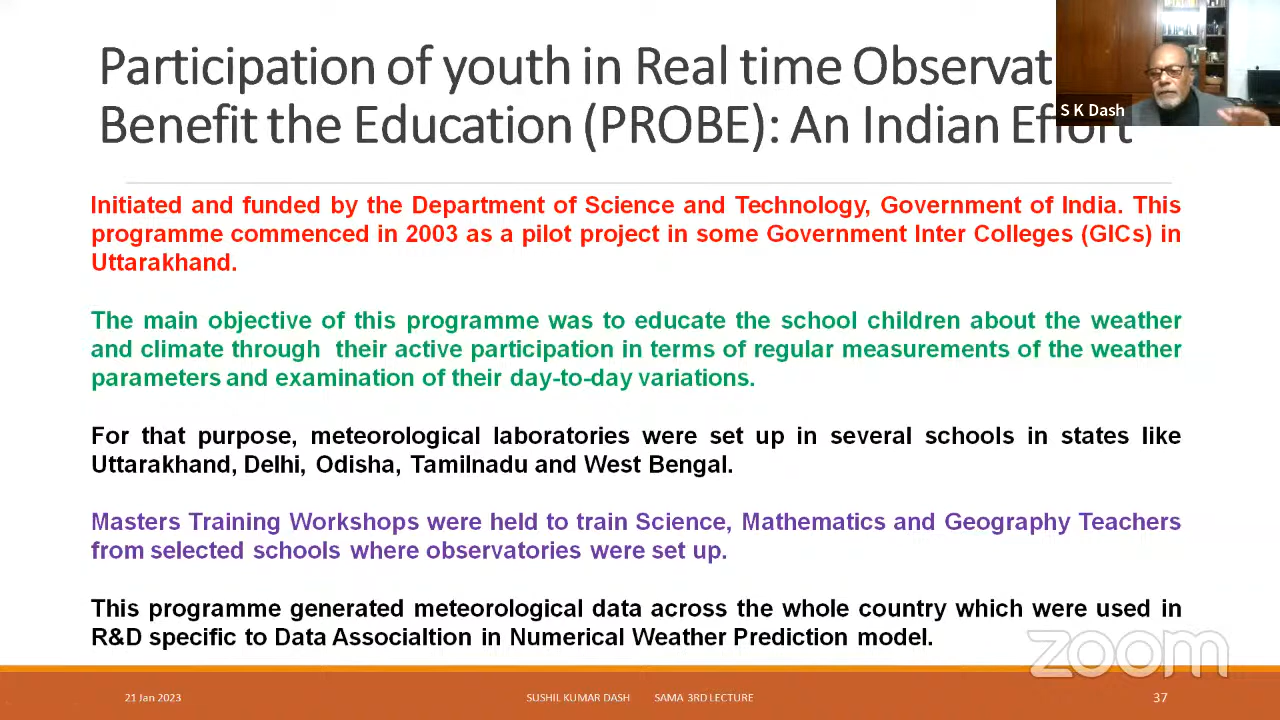 Participation of youth in Real time Observat
Benefit the Education (PROBE): An Indian Effort
S K Dash
Initiated and funded by the Department of Science and Technology, Government of India. This
programme commenced in 2003 as a pilot project in some Government Inter Colleges (GICs) in
Uttarakhand.
The main objective of this programme was to educate the school children about the weather
and climate through their active participation in terms of regular measurements of the weather
parameters and examination of their day-to-day variations.
For that purpose, meteorological laboratories were set up in several schools in states like
Uttarakhand, Delhi, Odisha, Tamilnadu and West Bengal.
Masters Training Workshops were held to train Science, Mathematics and Geography Teachers
from selected schools where observatories were set up.
This programme generated meteorological data across the whole country which were used in
R&D specific to Data Associaltion in Numerical Weather Prediction model.
zoom
21 Jan 2023 SUSHIL KUMAR DASH SAMA 3RD LECTURE 37